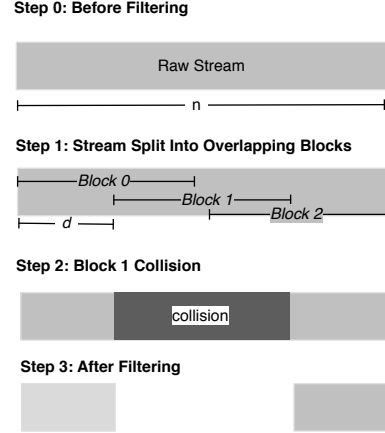 Step 0: Before Filtering
Raw Stream
n
Step 1: Stream Split Into Overlapping Blocks
Block 0
Block 1
Block 2
d
Step 2: Block 1 Collision
collision
Step 3: After Filtering